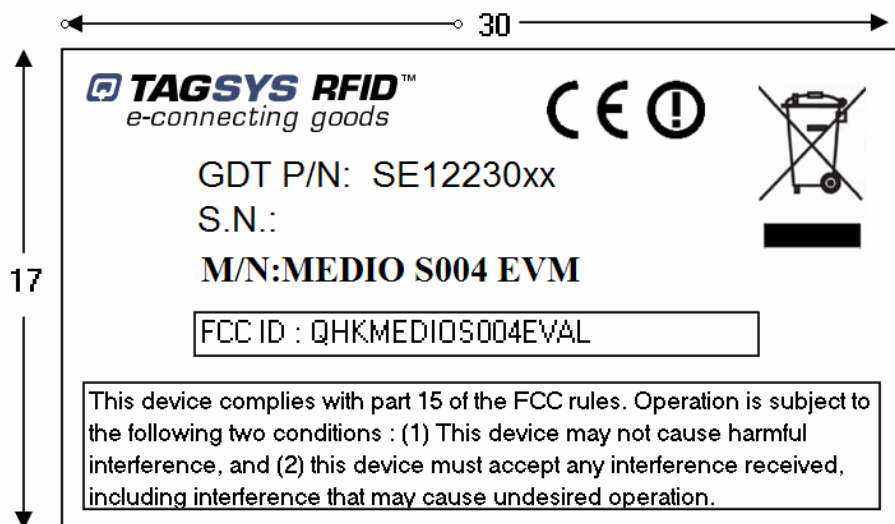 30
17
TAGSYS RFID™
e-connecting goods
CE
GDT P/N: SE12230xx
S.N.:
M/N:MEDIO S004 EVM
FCC ID : QHKMEDIOS004EVAL
This device complies with part 15 of the FCC rules. Operation is subject to
the following two conditions : (1) This device may not cause harmful
interference, and (2) this device must accept any interference received,
including interference that may cause undesired operation.